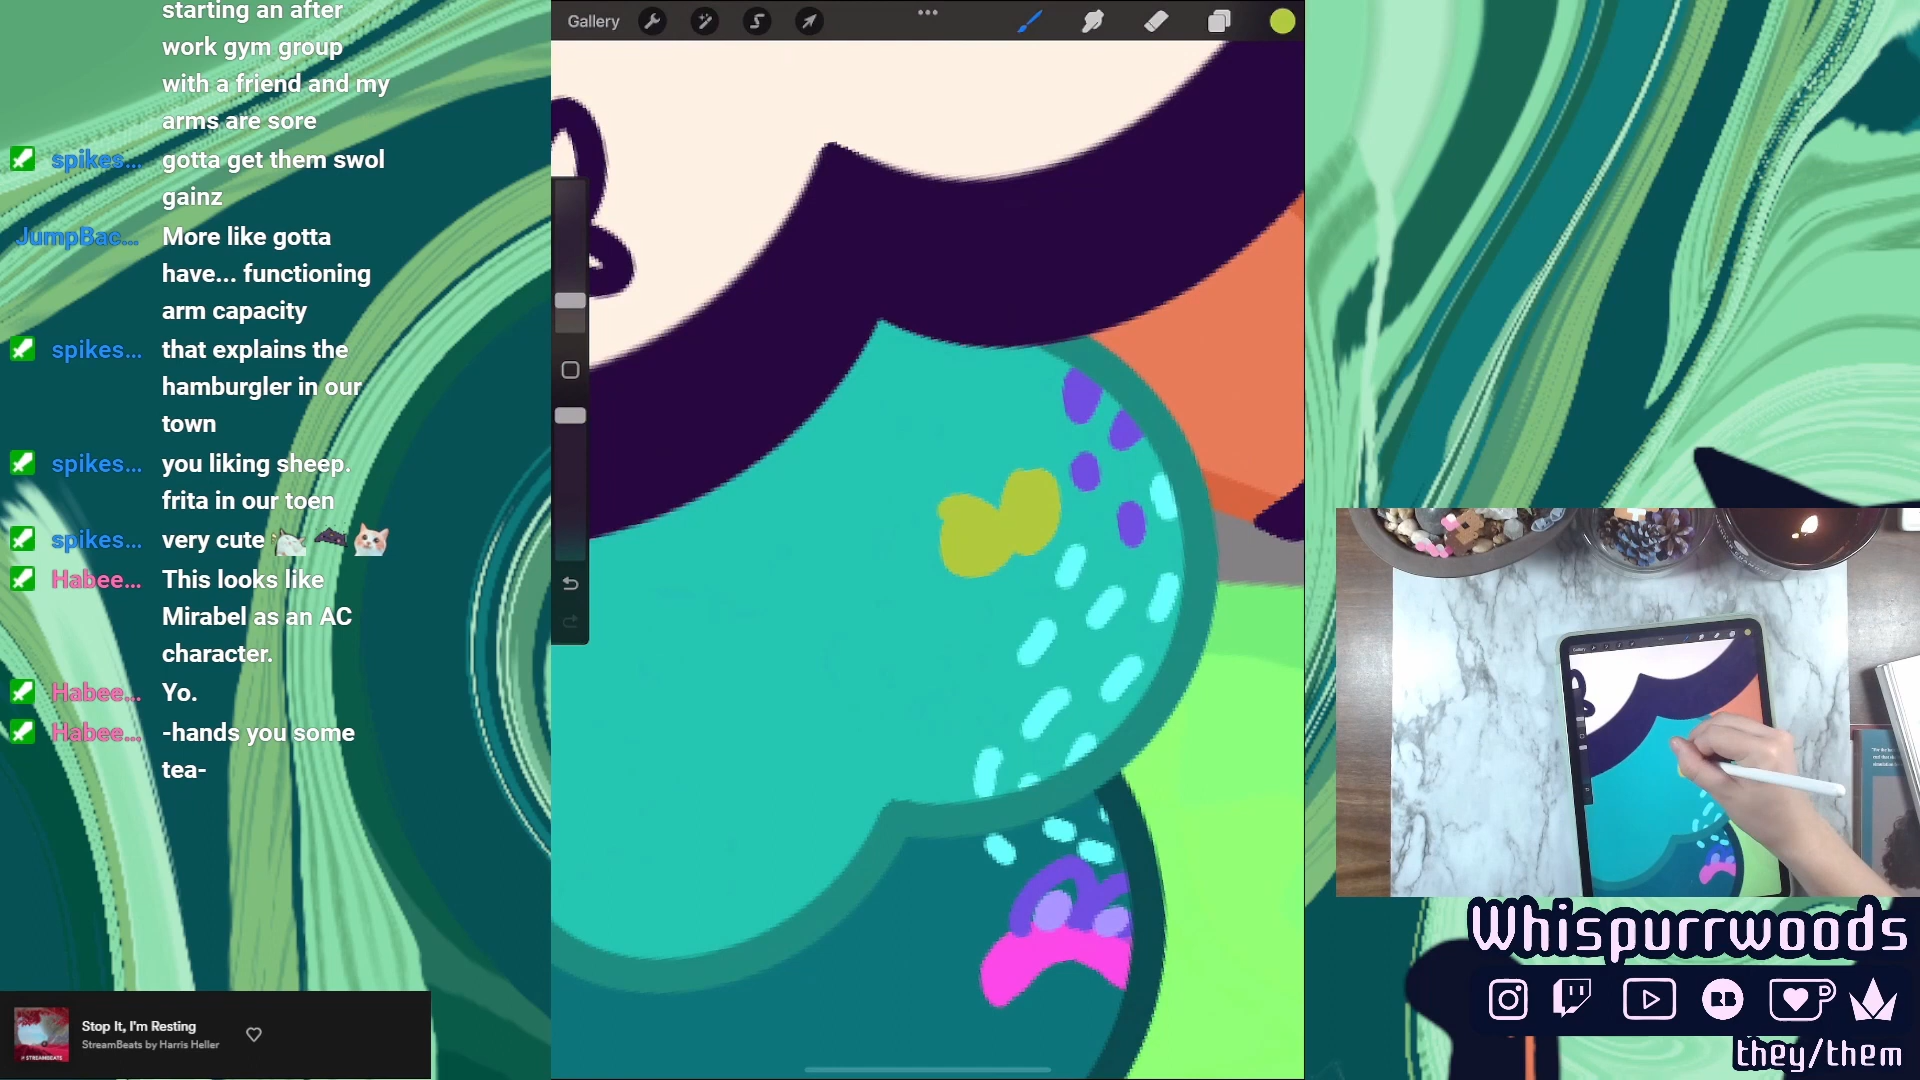 starting an after
work gym group
with a friend and my
arms are sore
spikes... gotta get them swol
gainz
JumpBac... More like gotta
have... functioning
arm capacity
spikes... that explains the
hamburgler in our
town
spikes... you liking sheep.
frita in our toen
spikes... very cute
Habee... This looks like
Mirabel as an AC
character.
Habee... Yo.
Habee... -hands you some
tea-
Stop It, I'm Resting
StreamBeats by Harris Heller
Gallery
Whispurrwoods
they/them